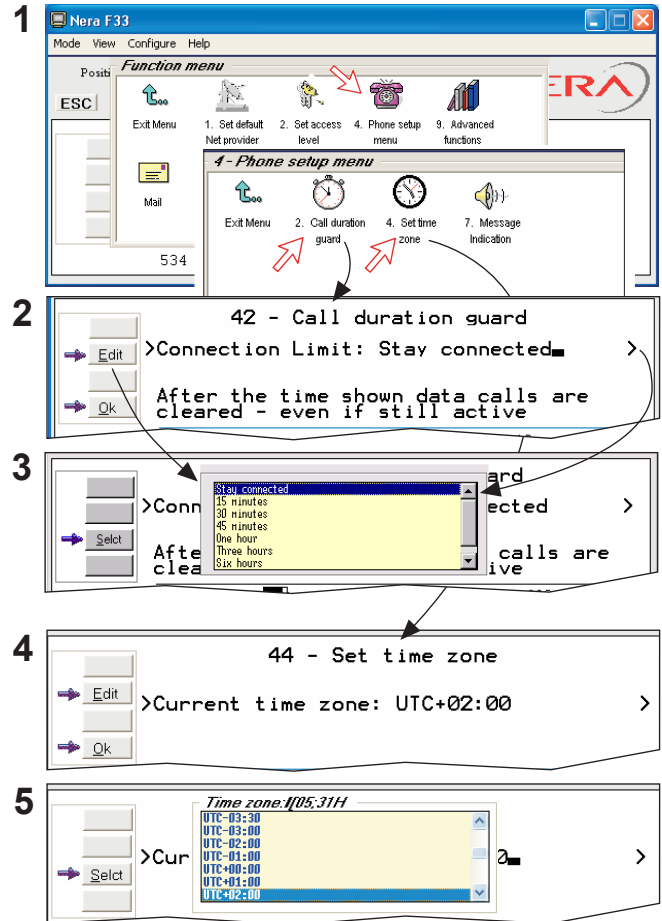 1
Nera F33
Mode View Configure Help
Positi
ESC
ERA
Function menu
Exit Menu
1. Set default Net provider
2. Set access level
4. Phone setup menu
9. Advanced functions
Mail
534
4 - Phone setup menu
Exit Menu
2. Call duration guard
4. Set time zone
7. Message Indication
2
42 - Call duration guard
Edit
>Connection Limit: Stay connected >
Ok
After the time shown data calls are
cleared - even if still active
3
ard
Stay connected
15 minutes
30 minutes
45 minutes
One hour
Three hours
Six hours
>Conn ected >
Selct
Afte calls are
clea ive
4
44 - Set time zone
Edit
>Current time zone: UTC+02:00 >
Ok
5
Time zone:1[05;31H
UTC-03:30
UTC-03:00
UTC-02:00
UTC-01:00
UTC+00:00
UTC+01:00
UTC+02:00
>Cur 0 >
Selct